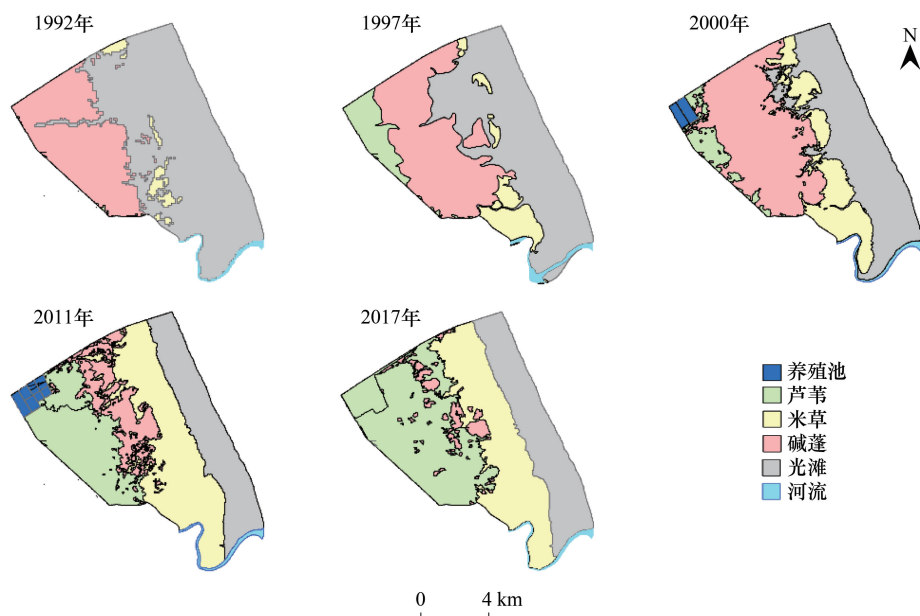 1992年
1997年
2000年
N
2011年
2017年
养殖池
芦苇
米草
碱蓬
光滩
河流
0 4 km